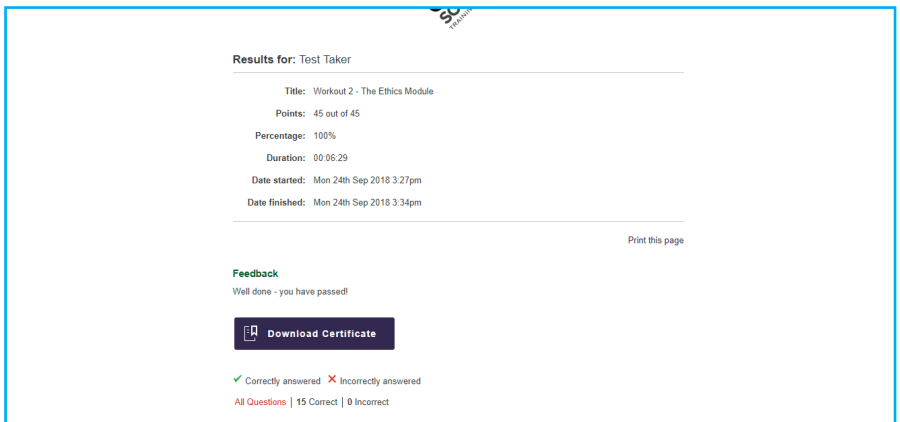 TRAINING
Results for: Test Taker
Title: Workout 2 - The Ethics Module
Points: 45 out of 45
Percentage: 100%
Duration: 00:06:29
Date started: Mon 24th Sep 2018 3:27pm
Date finished: Mon 24th Sep 2018 3:34pm
Print this page
Feedback
Well done - you have passed!
Download Certificate
✔ Correctly answered ✕ Incorrectly answered
All Questions | 15 Correct | 0 Incorrect